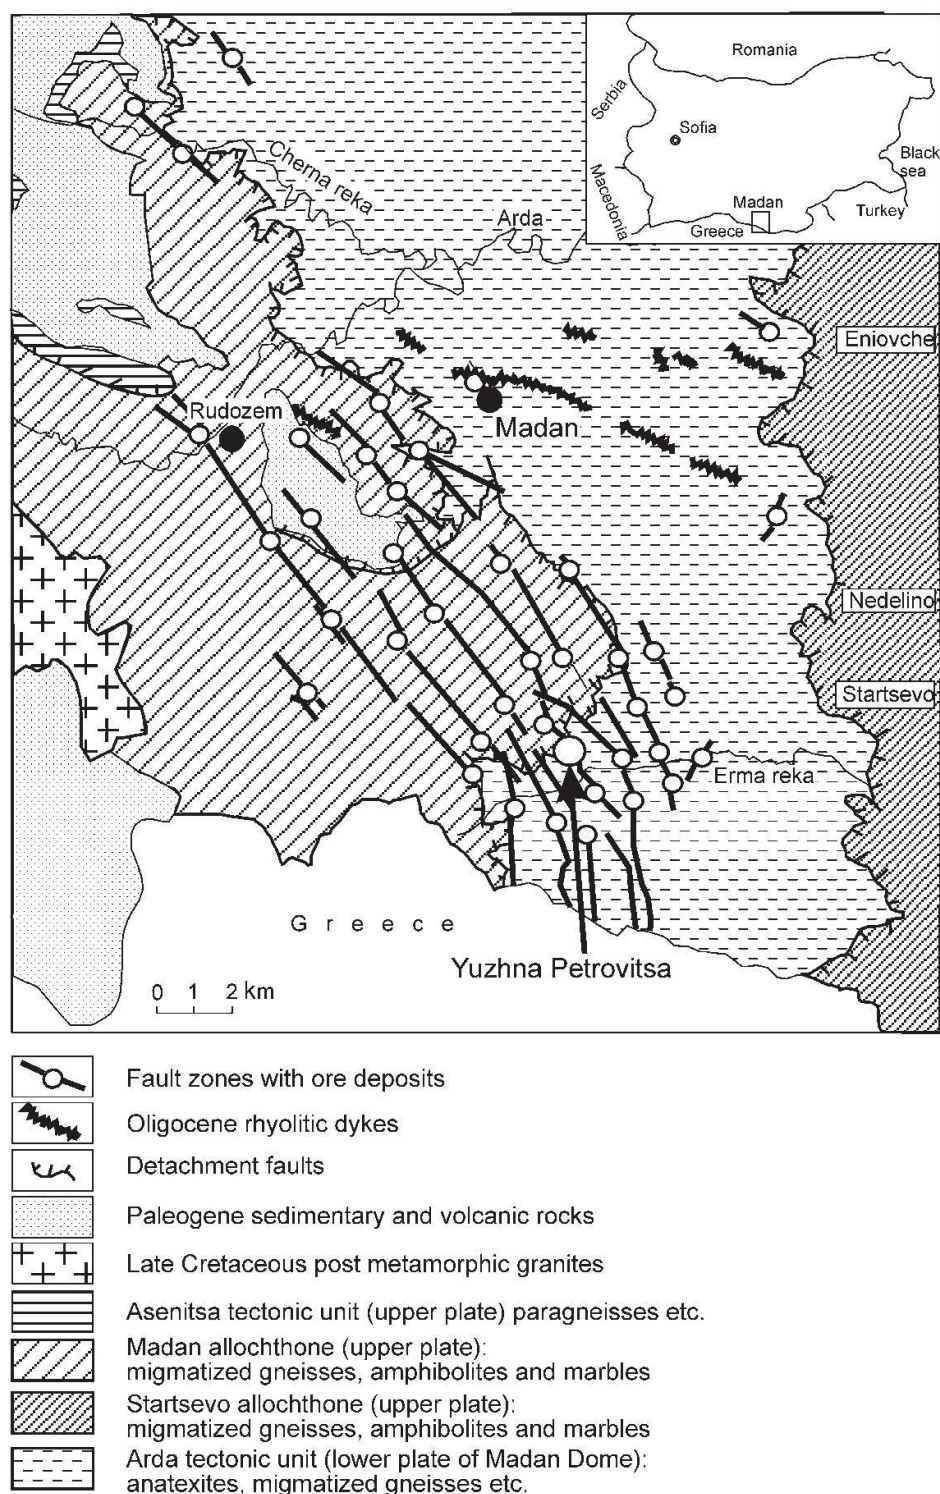 Romania
Serbia
Sofia
Black
sea
Macedonia
Madan
Turkey
Greece
Cherna reka
Arda
Eniovche
Rudozem
Madan
Nedelino
Startsevo
Erma reka
Greece
Yuzhna Petrovitsa
0 1 2 km
Fault zones with ore deposits
Oligocene rhyolitic dykes
Detachment faults
Paleogene sedimentary and volcanic rocks
Late Cretaceous post metamorphic granites
Asenitsa tectonic unit (upper plate) paragneisses etc.
Madan allochthone (upper plate):
migmatized gneisses, amphibolites and marbles
Startsevo allochthone (upper plate):
migmatized gneisses, amphibolites and marbles
Arda tectonic unit (lower plate of Madan Dome):
anatexites, migmatized gneisses etc.